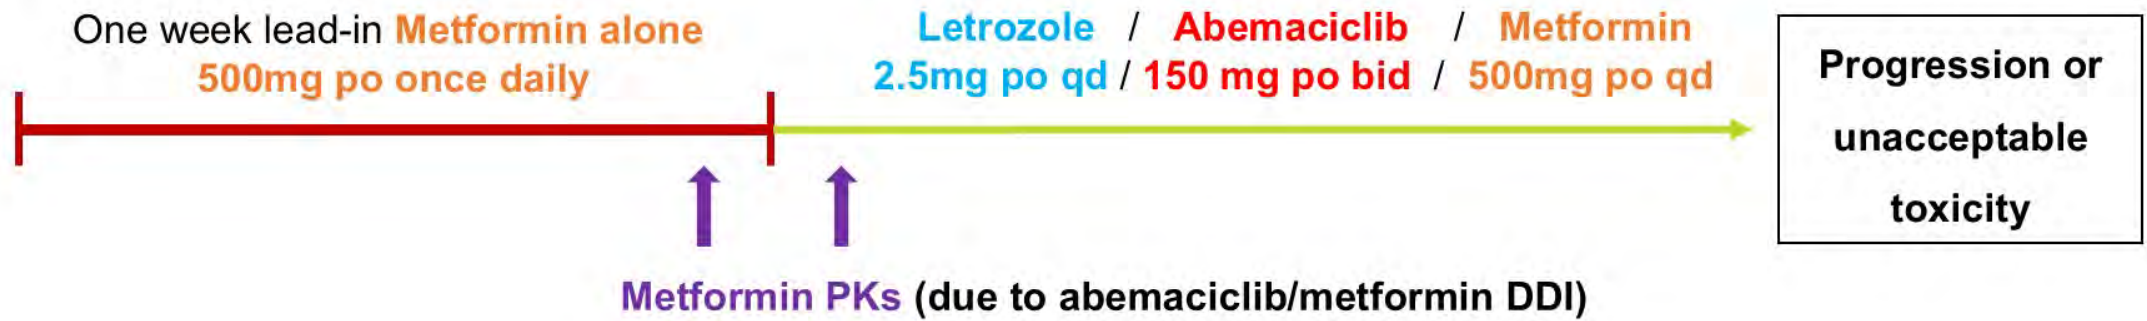 One week lead-in Metformin alone
500mg po once daily
Letrozole / Abemaciclib / Metformin
2.5mg po qd / 150 mg po bid / 500mg po qd
Progression or
unacceptable
toxicity
Metformin PKs (due to abemaciclib/metformin DDI)